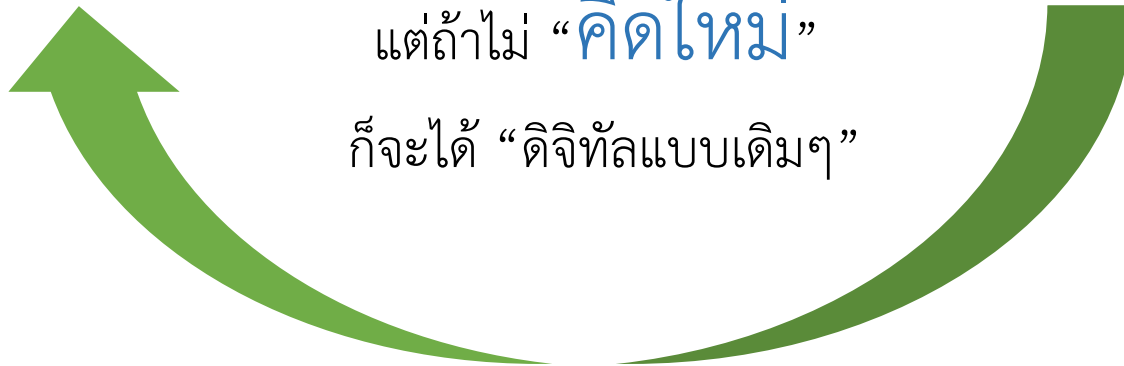 แต่ถ้าไม่ “คิดใหม่”
ก็จะได้ “ดิจิทัลแบบเดิมๆ”